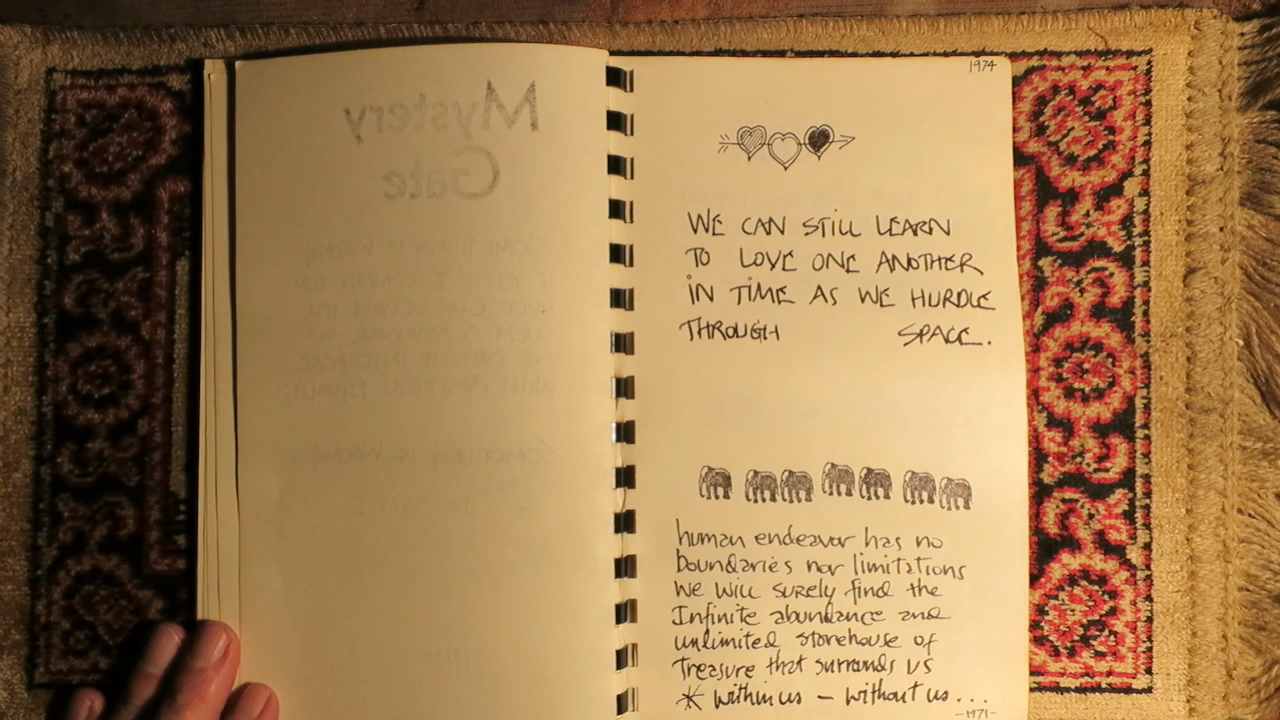 Mystery
Gate
1974
WE CAN STILL LEARN
TO LOVE ONE ANOTHER
IN TIME AS WE HURDLE
THROUGH SPACE.
human endeavor has no
boundaries nor limitations
We will surely find the
Infinite abundance and
unlimited storehouse of
treasure that surrounds us
* within us – without us...
–1971–